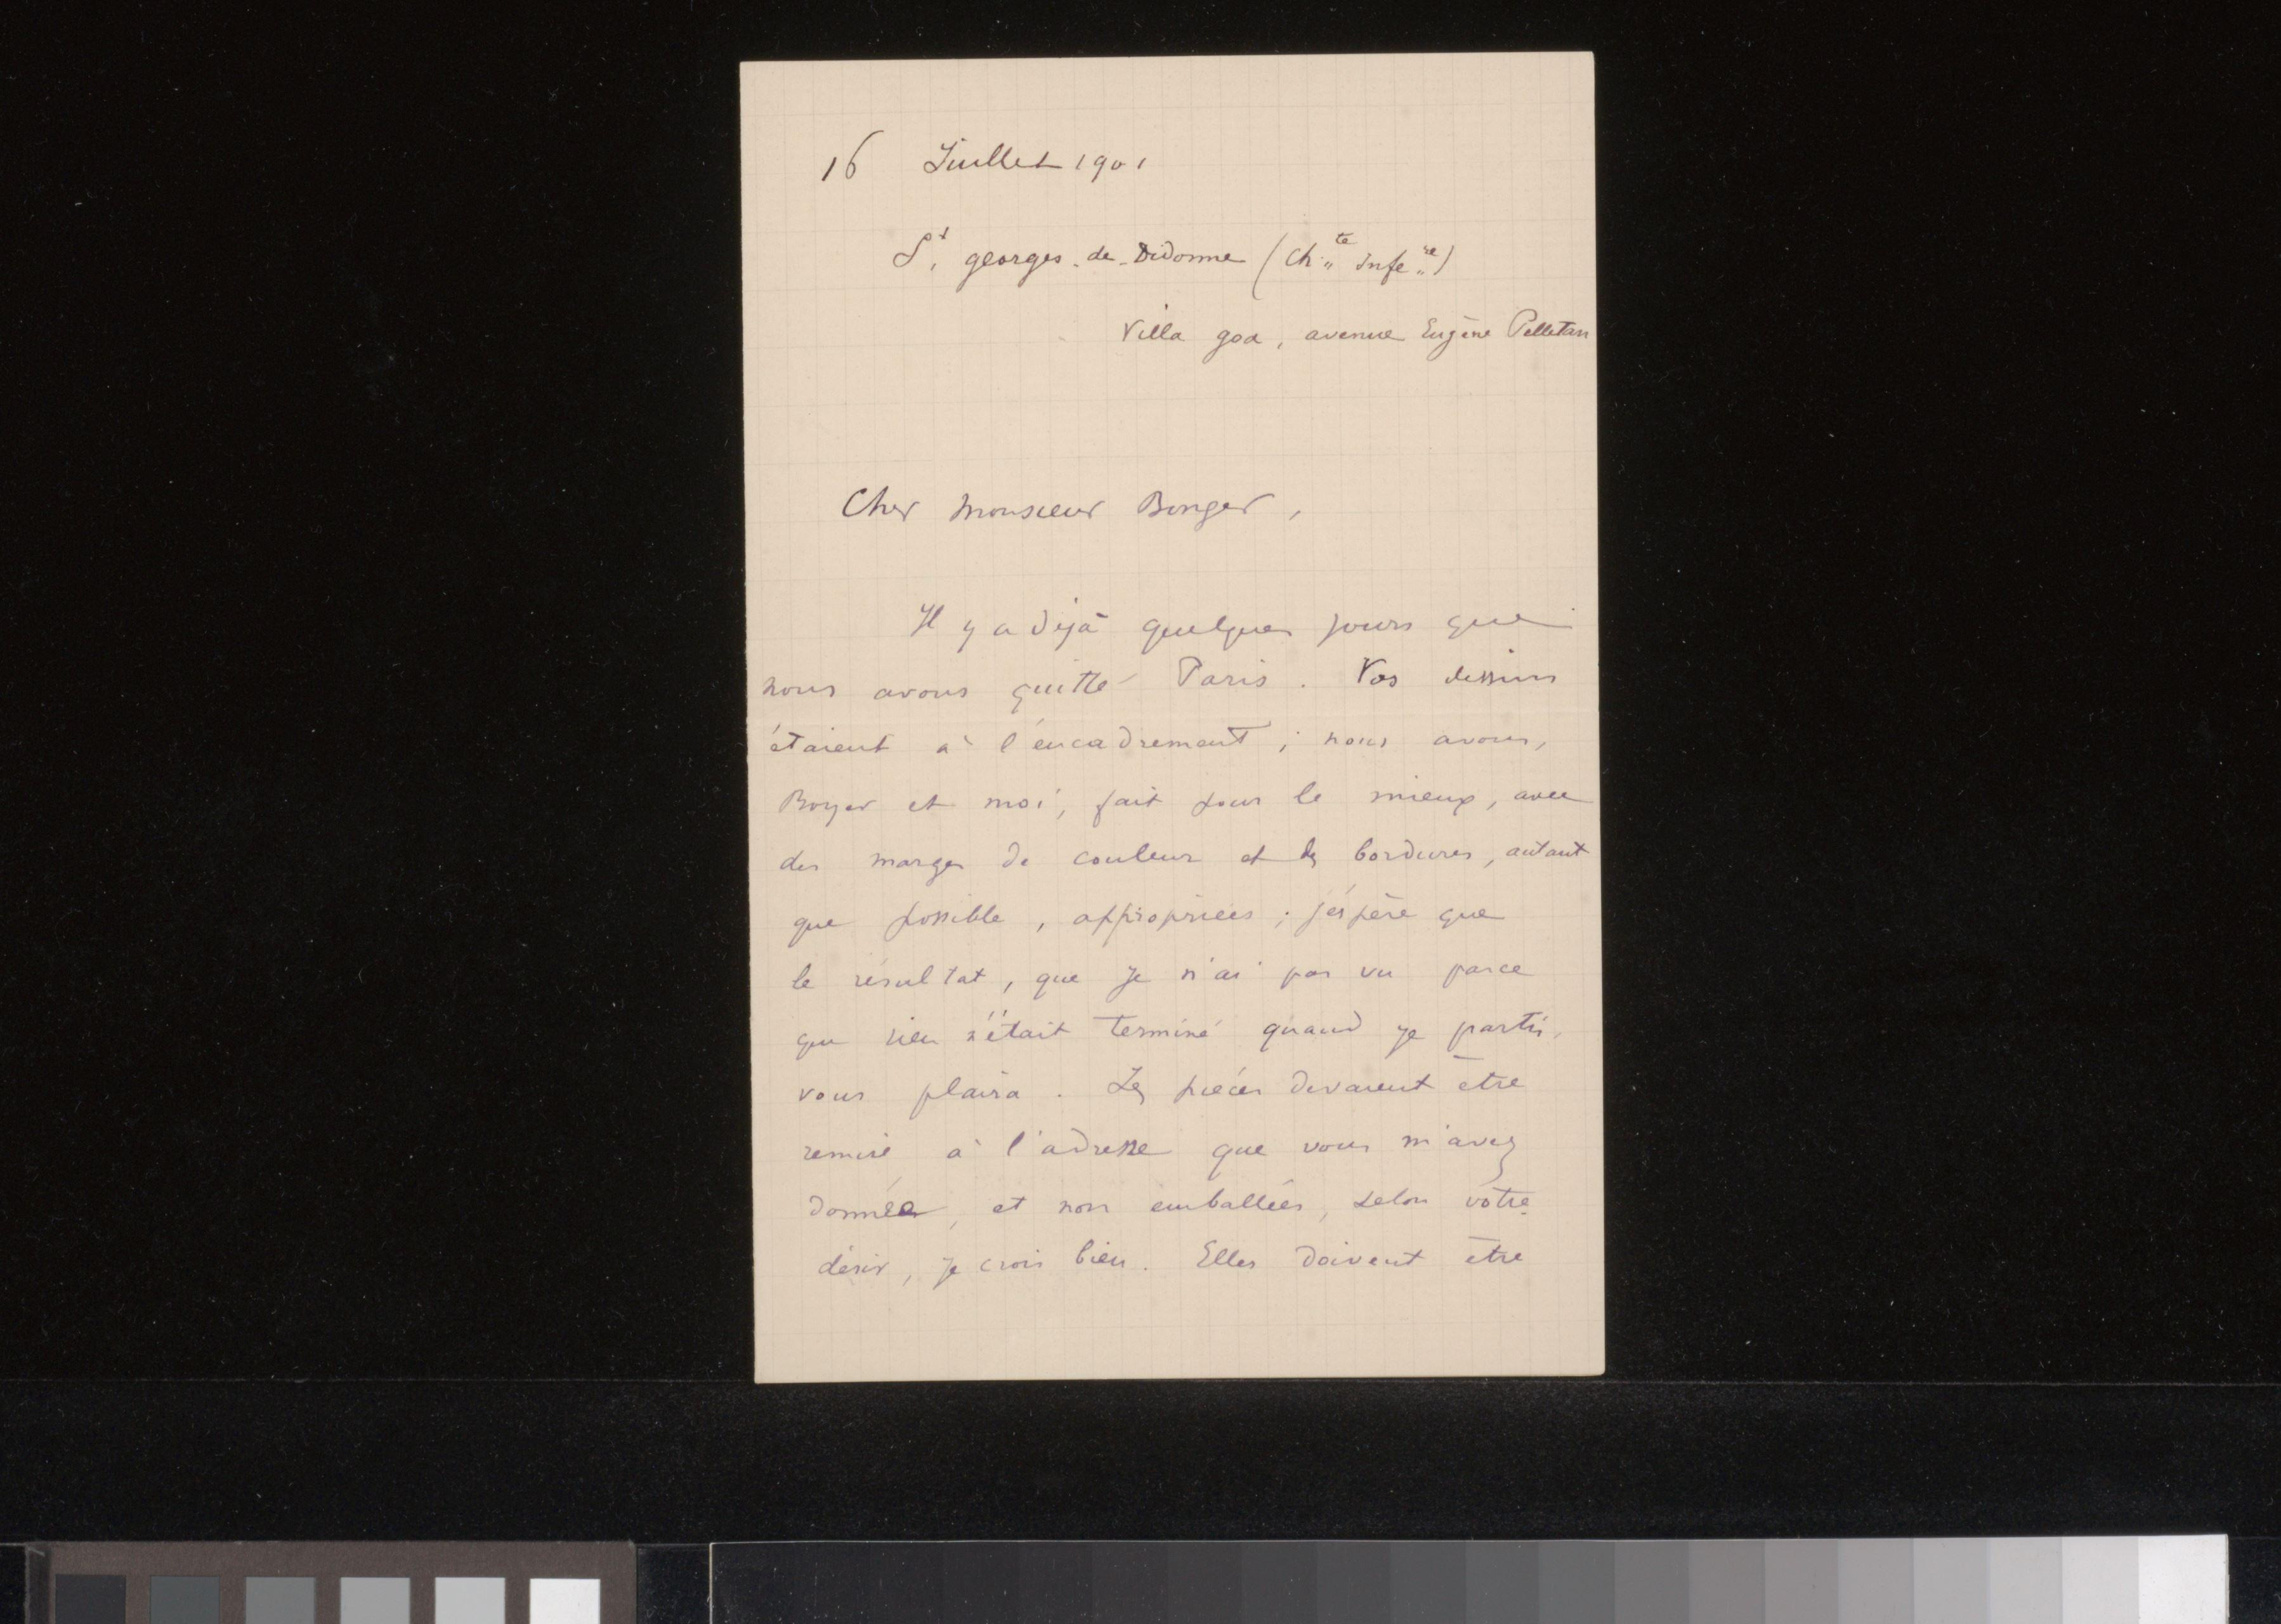 16 Juillet 1901
St. georges-de-Didonne (Chte Infere)
Villa goa, avenue Eugène Pelletan
Cher Monsieur Bonger,
Il y a déjà quelques jours que
nous avons quitté Paris. Vos dessins
étaient à l'encadrement ; nous avons,
Boyer et moi, fait pour le mieux, avec
des marges de couleur et des bordures, autant
que possible, appropriées ; j'éspère que
le résultat, que je n'ai pas vu parce
que rien n'était terminé quand je partis,
vous plaira. Les pièces devaient être
remise à l'adresse que vous m'avez
donnée, et non emballées, selon votre
désir, je crois bien. Elles doivent être